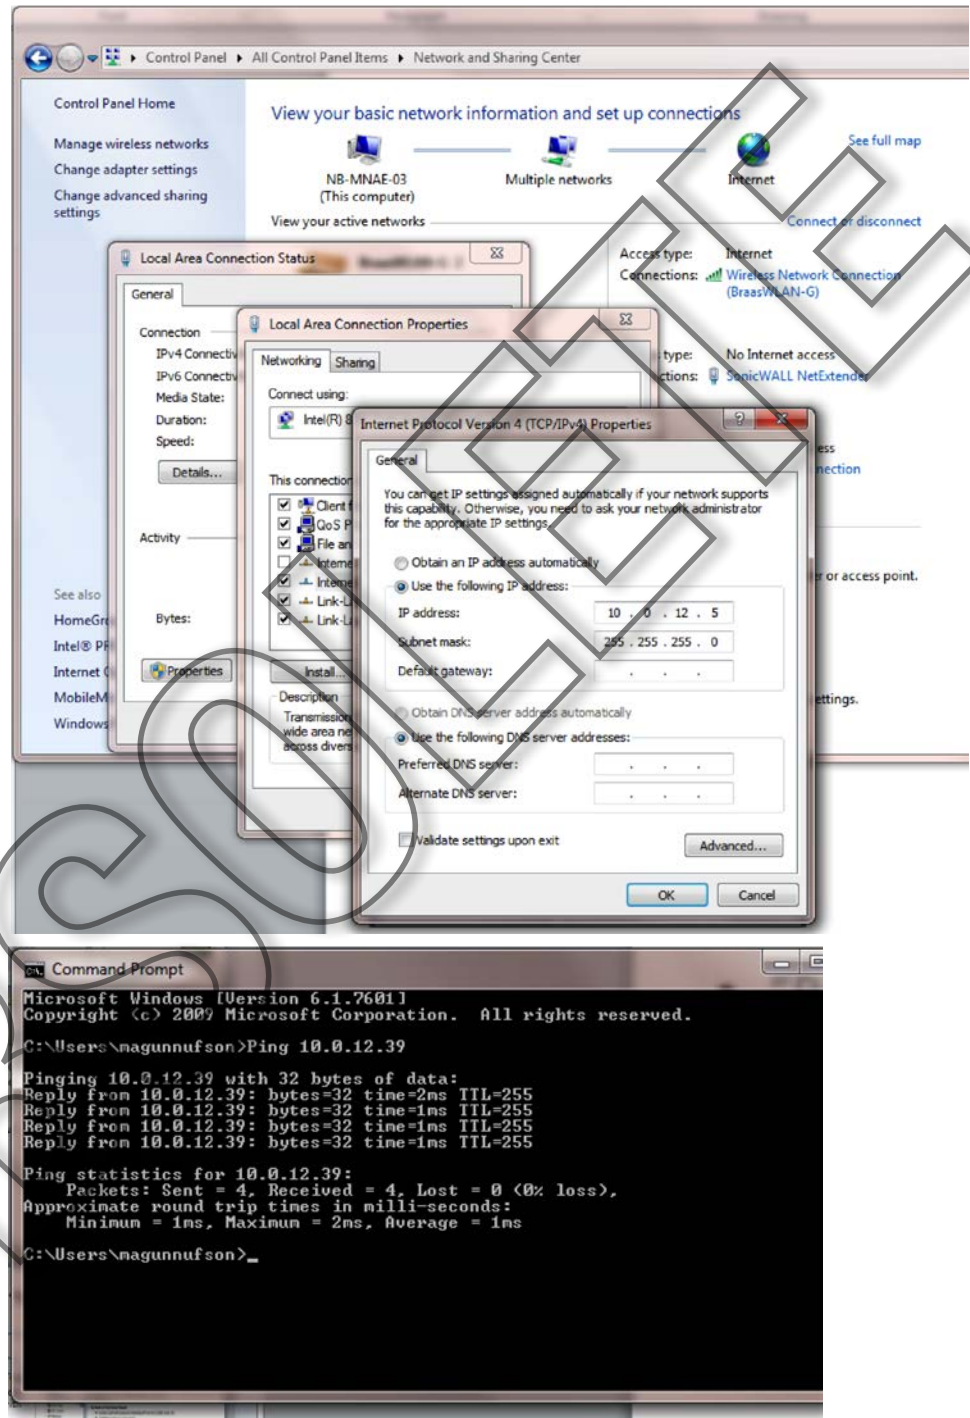 Control Panel ▸ All Control Panel Items ▸ Network and Sharing Center
Control Panel Home
Manage wireless networks
Change adapter settings
Change advanced sharing
settings
See also
HomeGr
Intel® P
Internet
MobileM
Windows
View your basic network information and set up connections
See full map
NB-MNAE-03
(This computer)
Multiple networks
Internet
View your active networks
Connect or disconnect
Access type: Internet
Connections: Wireless Network Connection
(BraasWLAN-G)
type: No Internet access
ctions: SonicWALL NetExtender
ess
nection
er or access point.
ettings.
Local Area Connection Status
General
Connection
IPv4 Connectiv
IPv6 Connectiv
Media State:
Duration:
Speed:
Details...
Activity
Bytes:
Properties
Local Area Connection Properties
Networking Sharing
Connect using:
Intel(R) 8
This connection
Client f
QoS P
File an
Interne
Interne
Link-La
Link-La
Install...
Description
Transmission
wide area ne
across divers
Internet Protocol Version 4 (TCP/IPv4) Properties
General
You can get IP settings assigned automatically if your network supports
this capability. Otherwise, you need to ask your network administrator
for the appropriate IP settings.
Obtain an IP address automatically
Use the following IP address:
IP address: 10 . 0 . 12 . 5
Subnet mask: 255 . 255 . 255 . 0
Default gateway: . . .
Obtain DNS server address automatically
Use the following DNS server addresses:
Preferred DNS server: . . .
Alternate DNS server: . . .
Validate settings upon exit
Advanced...
OK Cancel
Command Prompt
Microsoft Windows [Version 6.1.7601]
Copyright (c) 2009 Microsoft Corporation. All rights reserved.
C:\Users\magunnufson>Ping 10.0.12.39
Pinging 10.0.12.39 with 32 bytes of data:
Reply from 10.0.12.39: bytes=32 time=2ms TTL=255
Reply from 10.0.12.39: bytes=32 time=1ms TTL=255
Reply from 10.0.12.39: bytes=32 time=1ms TTL=255
Reply from 10.0.12.39: bytes=32 time=1ms TTL=255
Ping statistics for 10.0.12.39:
Packets: Sent = 4, Received = 4, Lost = 0 (0% loss),
Approximate round trip times in milli-seconds:
Minimum = 1ms, Maximum = 2ms, Average = 1ms
C:\Users\magunnufson>_
OBSOLETE